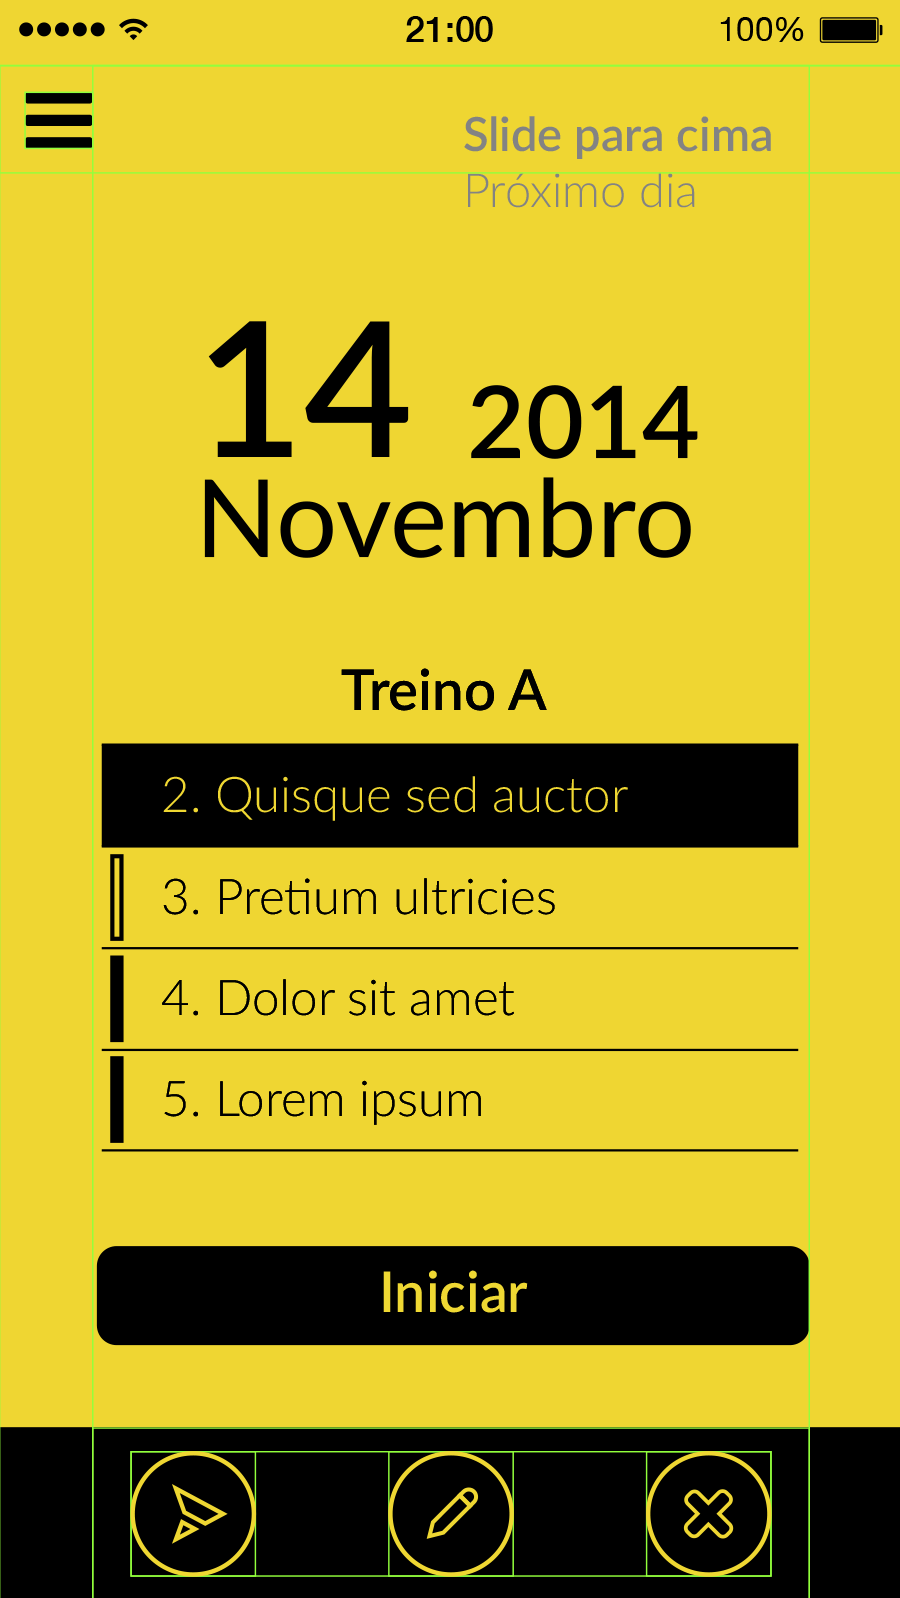 21:00
100%
Slide para cima
Próximo dia
14 2014
Novembro
Treino A
2. Quisque sed auctor
3. Pretium ultricies
4. Dolor sit amet
5. Lorem ipsum
Iniciar